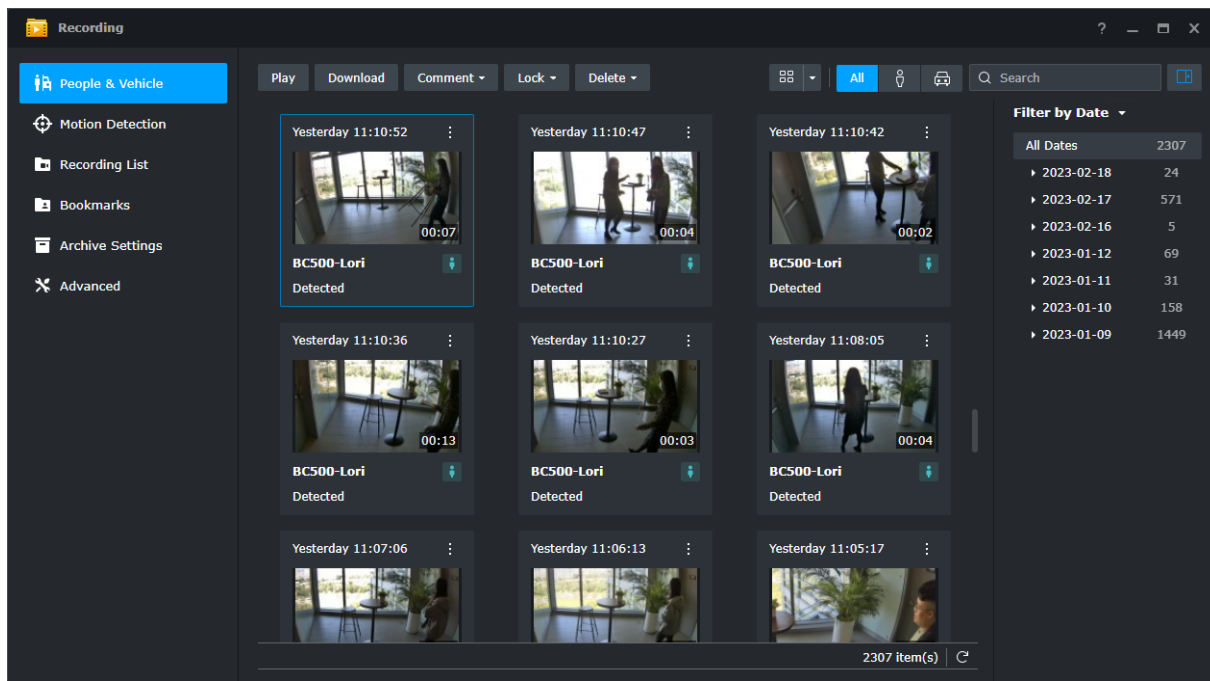 Recording
?
People & Vehicle
Motion Detection
Recording List
Bookmarks
Archive Settings
Advanced
Play Download Comment Lock Delete All Search
Yesterday 11:10:52
00:07
BC500-Lori
Detected
Yesterday 11:10:47
00:04
BC500-Lori
Detected
Yesterday 11:10:42
00:02
BC500-Lori
Detected
Yesterday 11:10:36
00:13
BC500-Lori
Detected
Yesterday 11:10:27
00:03
BC500-Lori
Detected
Yesterday 11:08:05
00:04
BC500-Lori
Detected
Yesterday 11:07:06
Yesterday 11:06:13
Yesterday 11:05:17
2307 item(s)
Filter by Date
All Dates 2307
2023-02-18 24
2023-02-17 571
2023-02-16 5
2023-01-12 69
2023-01-11 31
2023-01-10 158
2023-01-09 1449